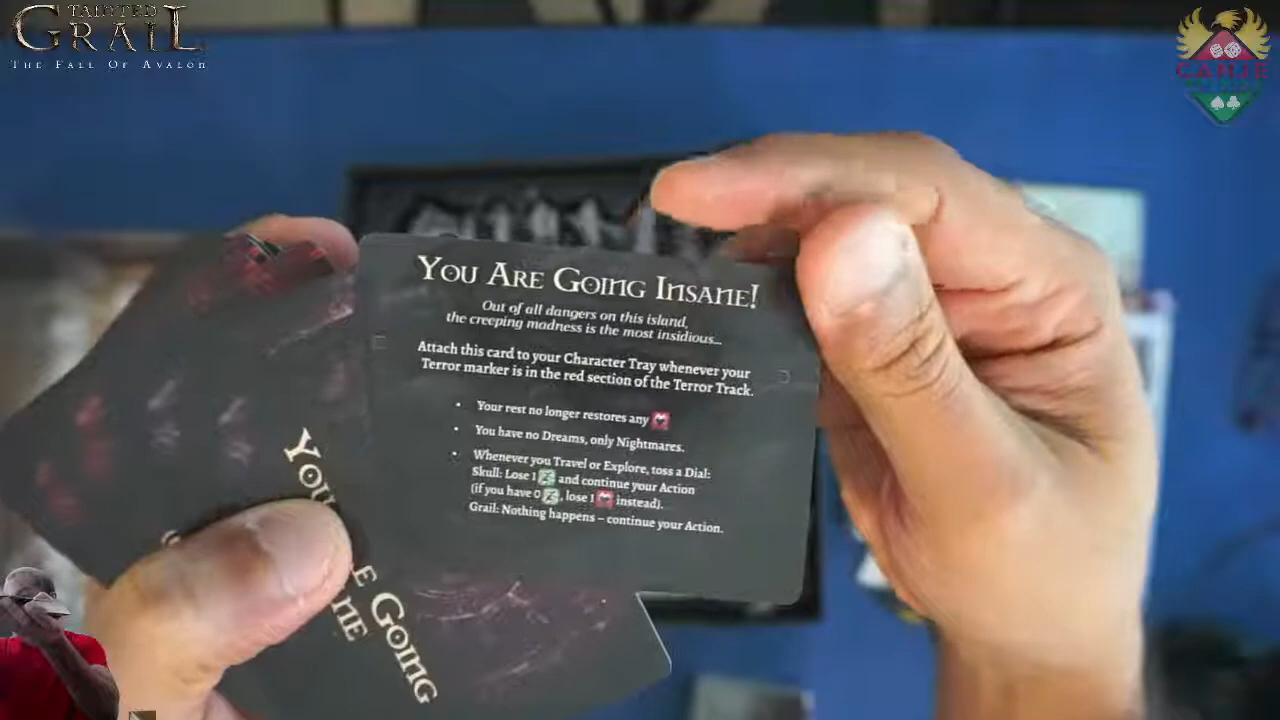 TAINTED
GRAIL
THE FALL OF AVALON
YOU ARE GOING INSANE!
Out of all dangers on this island,
the creeping madness is the most insidious...
Attach this card to your Character Tray whenever your
Terror marker is in the red section of the Terror Track.
• Your rest no longer restores any
• You have no Dreams, only Nightmares.
• Whenever you Travel or Explore, toss a Dial:
Skull: Lose 1 and continue your Action
(if you have 0 , lose 1 instead).
Grail: Nothing happens – continue your Action.
YOU
E GOING
NE